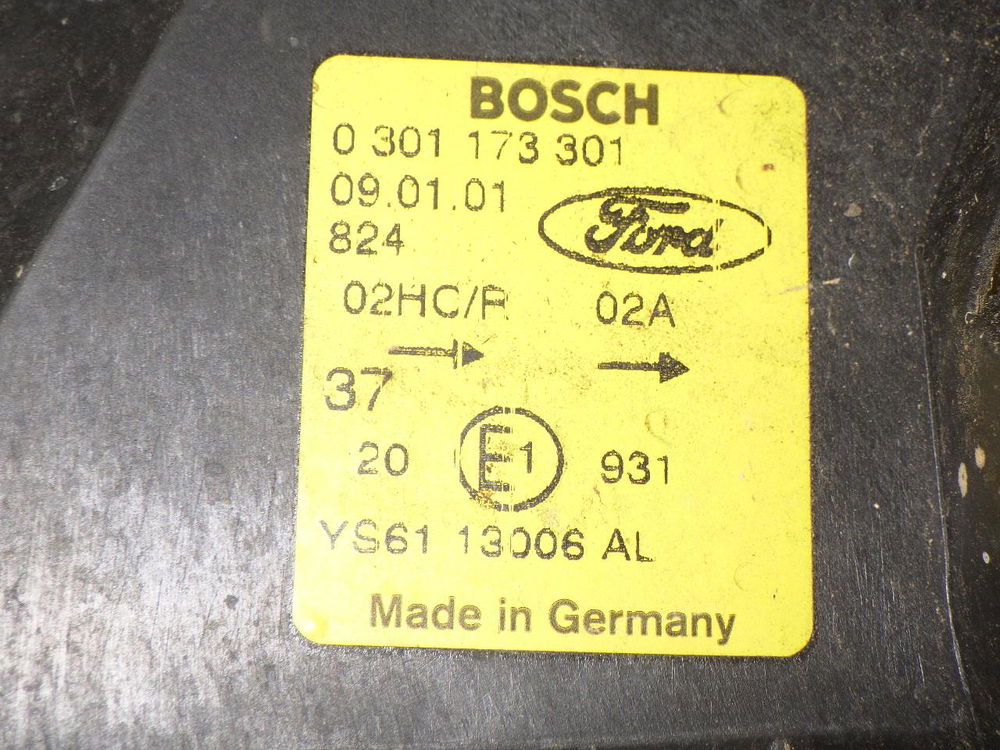 BOSCH
0 301 173 301
09.01.01
824
Ford
02HC/R 02A
37
20 E1 931
YS61 13006 AL
Made in Germany